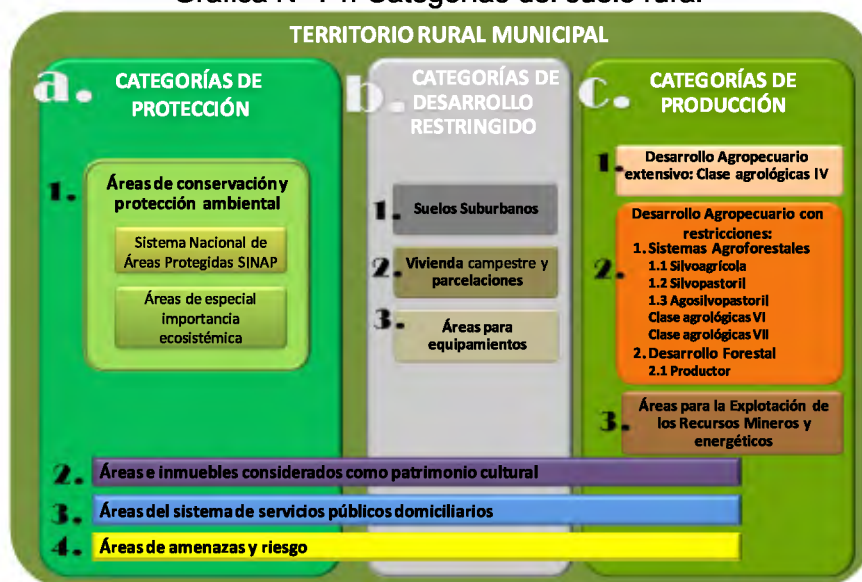 TERRITORIO RURAL MUNICIPAL
a. CATEGORÍAS DE
PROTECCIÓN
1. Áreas de conservación y
protección ambiental
Sistema Nacional de
Áreas Protegidas SINAP
Áreas de especial
importancia
ecosistémica
b. CATEGORÍAS DE
DESARROLLO
RESTRINGIDO
1. Suelos Suburbanos
2. Vivienda campestre y
parcelaciones
3. Áreas para
equipamientos
c. CATEGORÍAS DE
PRODUCCIÓN
1. Desarrollo Agropecuario
extensivo: Clase agrológicas IV
2. Desarrollo Agropecuario con
restricciones:
1. Sistemas Agroforestales
1.1 Silvoagrícola
1.2 Silvopastoril
1.3 Agosilvopastoril
Clase agrológicas VI
Clase agrológicas VII
2. Desarrollo Forestal
2.1 Productor
3. Áreas para la Explotación de
los Recursos Mineros y
energéticos
2. Áreas e inmuebles considerados como patrimonio cultural
3. Áreas del sistema de servicios públicos domiciliarios
4. Áreas de amenazas y riesgo